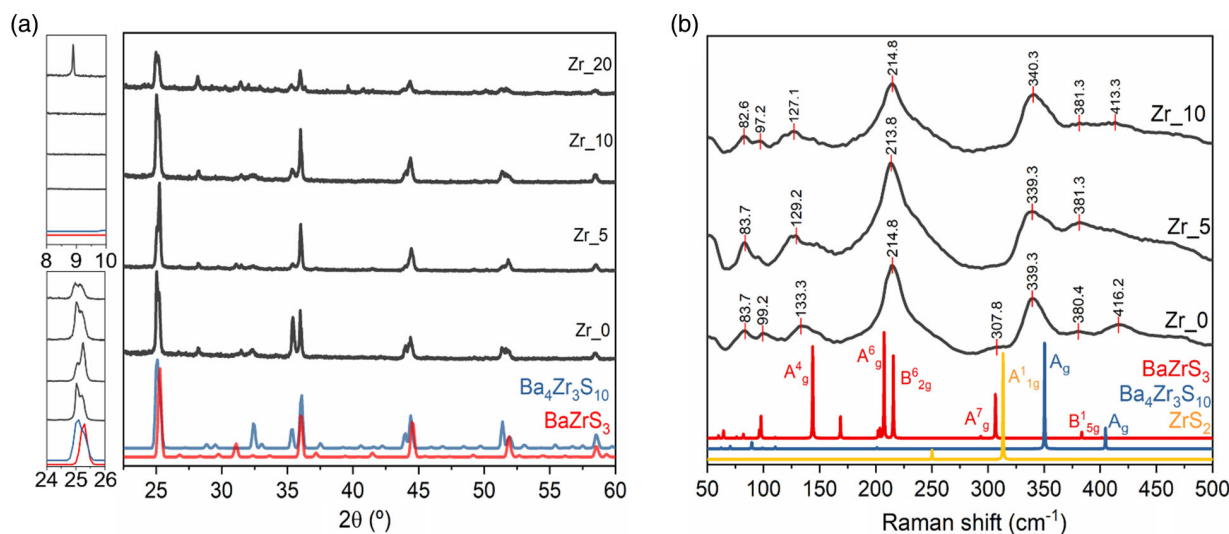 (a)
Zr_20
Zr_10
Zr_5
Zr_0
Ba4Zr3S10
BaZrS3
8 9 10
24 25 26
25 30 35 40 45 50 55 60
2θ (º)
(b)
82.6
97.2
127.1
214.8
340.3
381.3
413.3
Zr_10
83.7
129.2
213.8
339.3
381.3
Zr_5
83.7
99.2
133.3
214.8
307.8
339.3
380.4
416.2
Zr_0
A⁴g
A⁶g
B⁶2g
A⁷g
A¹1g
Ag
B¹5g
Ag
BaZrS3
Ba4Zr3S10
ZrS2
50 100 150 200 250 300 350 400 450 500
Raman shift (cm⁻¹)